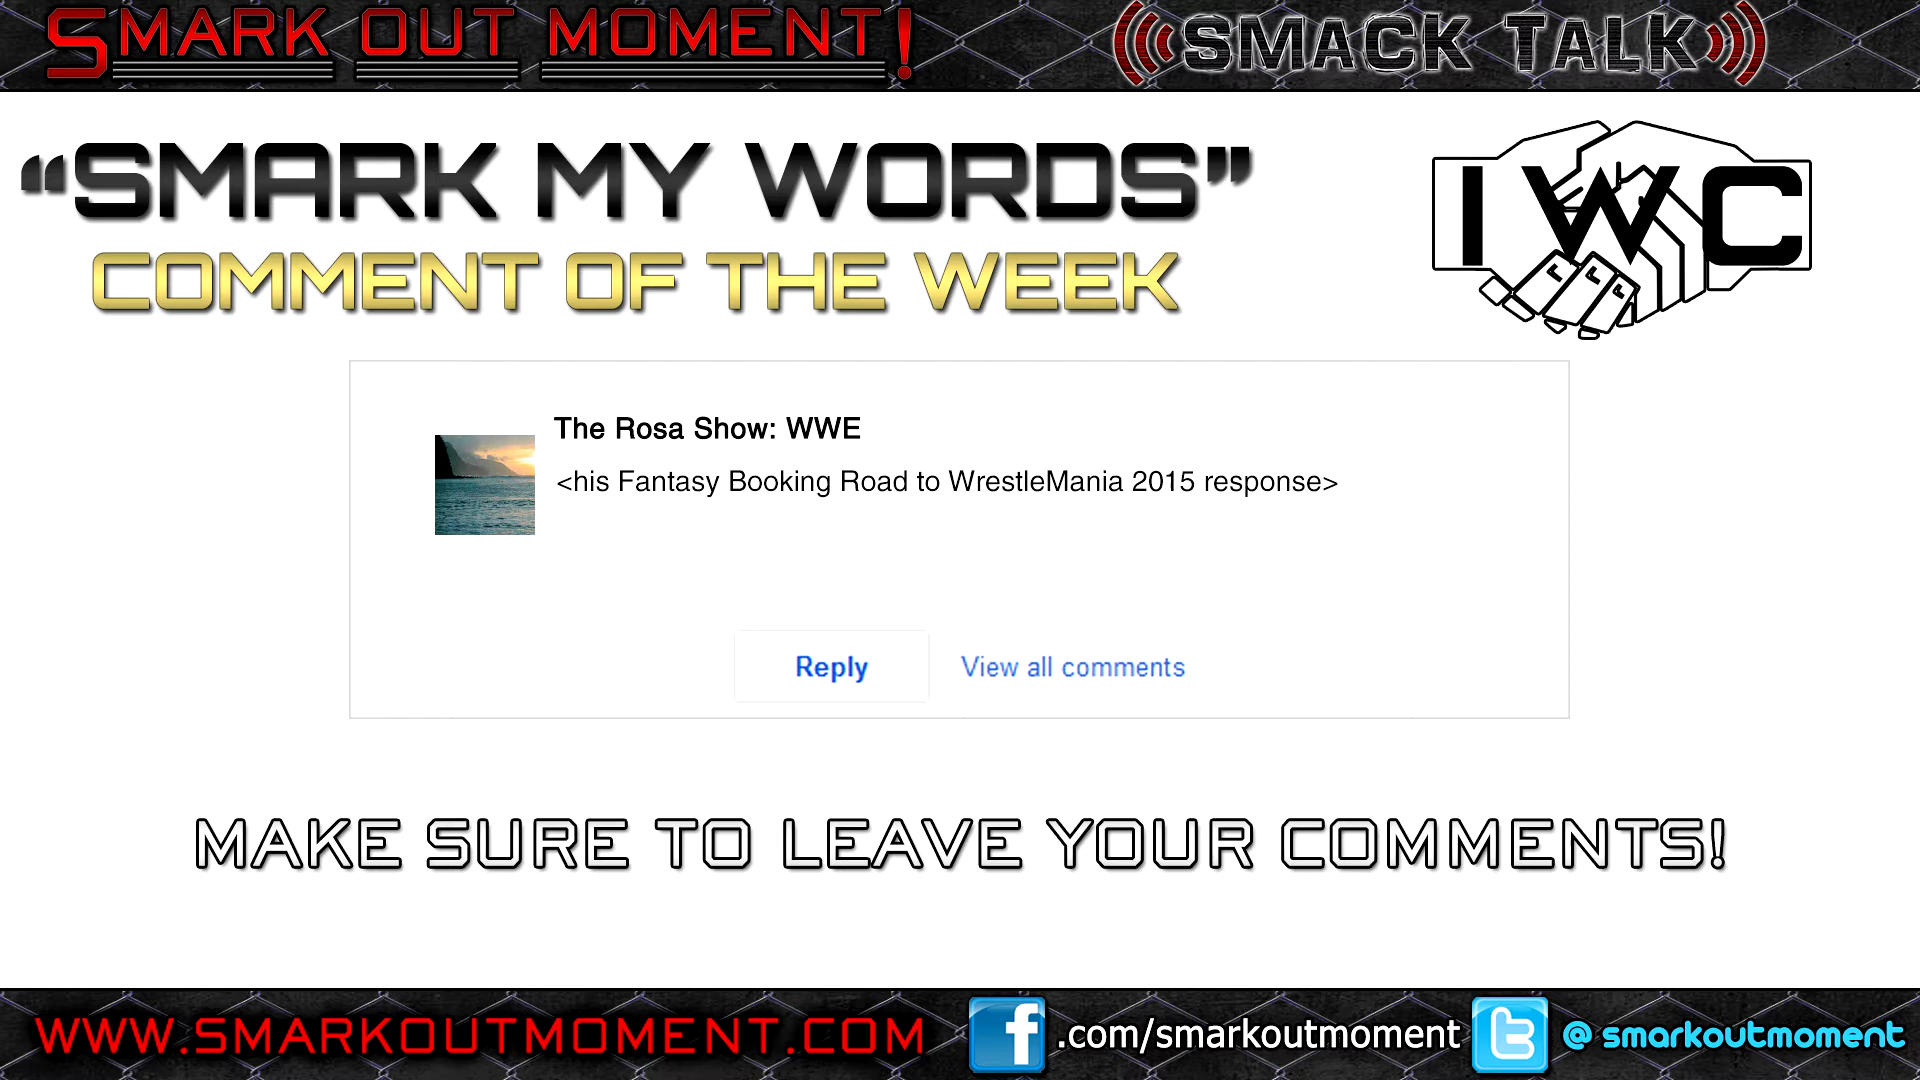 SMARK OUT MOMENT!
SMACK TALK
“SMARK MY WORDS”
COMMENT OF THE WEEK
IWC
The Rosa Show: WWE
<his Fantasy Booking Road to WrestleMania 2015 response>
Reply
View all comments
MAKE SURE TO LEAVE YOUR COMMENTS!
WWW.SMARKOUTMOMENT.COM
f .com/smarkoutmoment
t @ smarkoutmoment